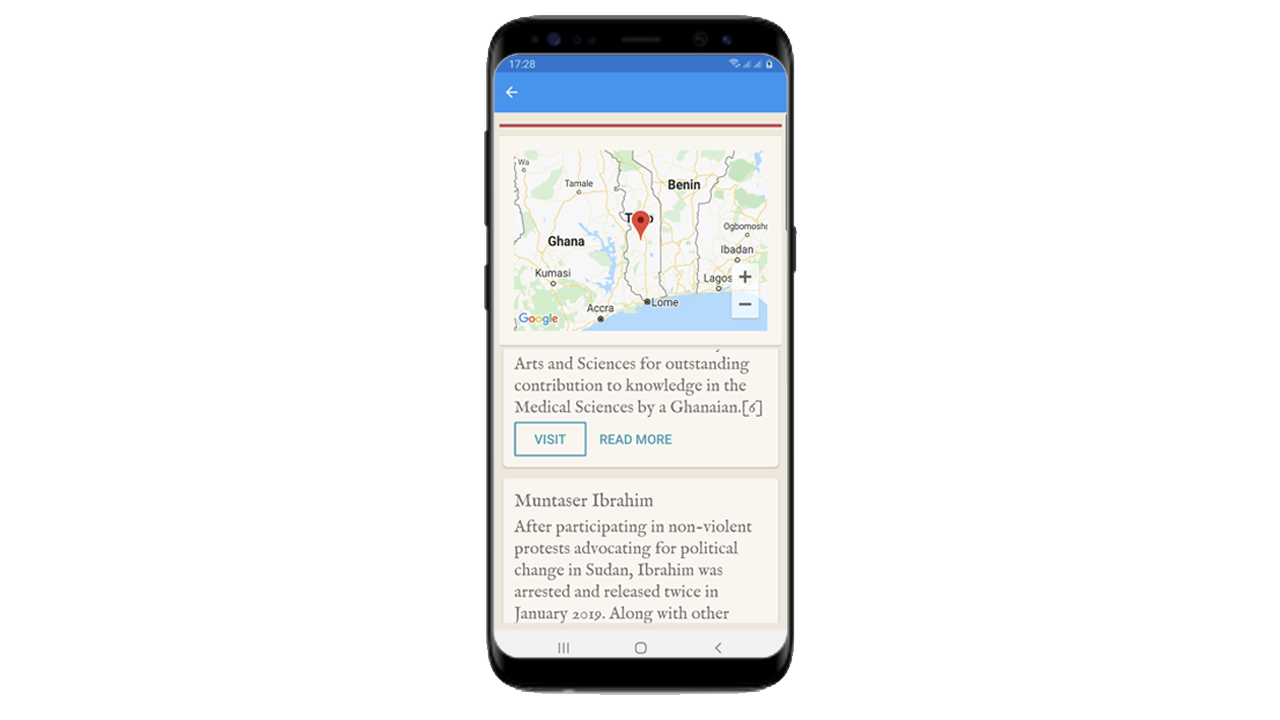 17:28
Wa
Tamale
Benin
Ghana
Ogbomosho
Ibadan
Kumasi
Lagos
+
−
Lome
Accra
Google
Arts and Sciences for outstanding
contribution to knowledge in the
Medical Sciences by a Ghanaian.[6]
VISIT
READ MORE
Muntaser Ibrahim
After participating in non-violent
protests advocating for political
change in Sudan, Ibrahim was
arrested and released twice in
January 2019. Along with other